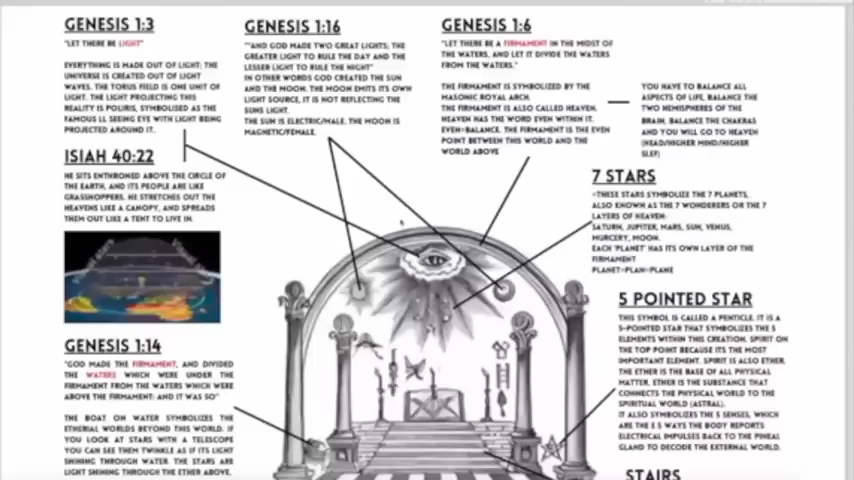 GENESIS 1:3
"LET THERE BE LIGHT"
EVERYTHING IS MADE OUT OF LIGHT; THE
UNIVERSE IS CREATED OUT OF LIGHT
WAVES. THE TORUS FIELD IS ONE UNIT OF
LIGHT. THE LIGHT PROJECTING THIS
REALITY IS POLIRIS, SYMBOLISED AS THE
FAMOUS LL SEEING EYE WITH LIGHT BEING
PROJECTED AROUND IT.
ISIAH 40:22
HE SITS ENTHRONED ABOVE THE CIRCLE OF
THE EARTH, AND ITS PEOPLE ARE LIKE
GRASSHOPPERS. HE STRETCHES OUT THE
HEAVENS LIKE A CANOPY, AND SPREADS
THEM OUT LIKE A TENT TO LIVE IN.
GENESIS 1:14
"GOD MADE THE FIRMAMENT, AND DIVIDED
THE WATERS WHICH WERE UNDER THE
FIRMAMENT FROM THE WATERS WHICH WERE
ABOVE THE FIRMAMENT: AND IT WAS SO"
THE BOAT ON WATER SYMBOLIZES THE
ETHERIAL WORLDS BEYOND THIS WORLD. IF
YOU LOOK AT STARS WITH A TELESCOPE
YOU CAN SEE THEM TWINKLE AS IF ITS LIGHT
SHINING THROUGH WATER. THE STARS ARE
LIGHT SHINING THROUGH THE ETHER ABOVE.
GENESIS 1:16
""AND GOD MADE TWO GREAT LIGHTS; THE
GREATER LIGHT TO RULE THE DAY AND THE
LESSER LIGHT TO RULE THE NIGHT"
IN OTHER WORDS GOD CREATED THE SUN
AND THE MOON. THE MOON EMITS ITS OWN
LIGHT SOURCE, IT IS NOT REFLECTING THE
SUNS LIGHT.
THE SUN IS ELECTRIC/MALE. THE MOON IS
MAGNETIC/FEMALE.
GENESIS 1:6
"LET THERE BE A FIRMAMENT IN THE MIDST OF
THE WATERS, AND LET IT DIVIDE THE WATERS
FROM THE WATERS."
THE FIRMAMENT IS SYMBOLIZED BY THE
MASONIC ROYAL ARCH.
THE FIRMAMENT IS ALSO CALLED HEAVEN.
HEAVEN HAS THE WORD EVEN WITHIN IT.
EVEN=BALANCE. THE FIRMAMENT IS THE EVEN
POINT BETWEEN THIS WORLD AND THE
WORLD ABOVE
YOU HAVE TO BALANCE ALL
ASPECTS OF LIFE, BALANCE THE
TWO HEMISPHERES OF THE
BRAIN, BALANCE THE CHAKRAS
AND YOU WILL GO TO HEAVEN
(HEAD/HIGHER MIND/HIGHER
SLEF)
7 STARS
=THESE STARS SYMBOLIZE THE 7 PLANETS,
ALSO KNOWN AS THE 7 WONDERERS OR THE 7
LAYERS OF HEAVEN:
SATURN, JUPITER, MARS, SUN, VENUS,
MURCERY, MOON.
EACH 'PLANET' HAS ITS OWN LAYER OF THE
FIRMAMENT
PLANET=PLAN=PLANE
5 POINTED STAR
THIS SYMBOL IS CALLED A PENTICLE. IT IS A
5-POINTED STAR THAT SYMBOLIZES THE 5
ELEMENTS WITHIN THIS CREATION. SPIRIT ON
THE TOP POINT BECAUSE ITS THE MOST
IMPORTANT ELEMENT. SPIRIT IS ALSO ETHER.
THE ETHER IS THE BASE OF ALL PHYSICAL
MATTER. ETHER IS THE SUBSTANCE THAT
CONNECTS THE PHYSICAL WORLD TO THE
SPIRITUAL WORLD (ASTRAL).
IT ALSO SYMBOLIZES THE 5 SENSES, WHICH
ARE THE E 5 WAYS THE BODY REPORTS
ELECTRICAL IMPULSES BACK TO THE PINEAL
GLAND TO DECODE THE EXTERNAL WORLD.
STAIRS